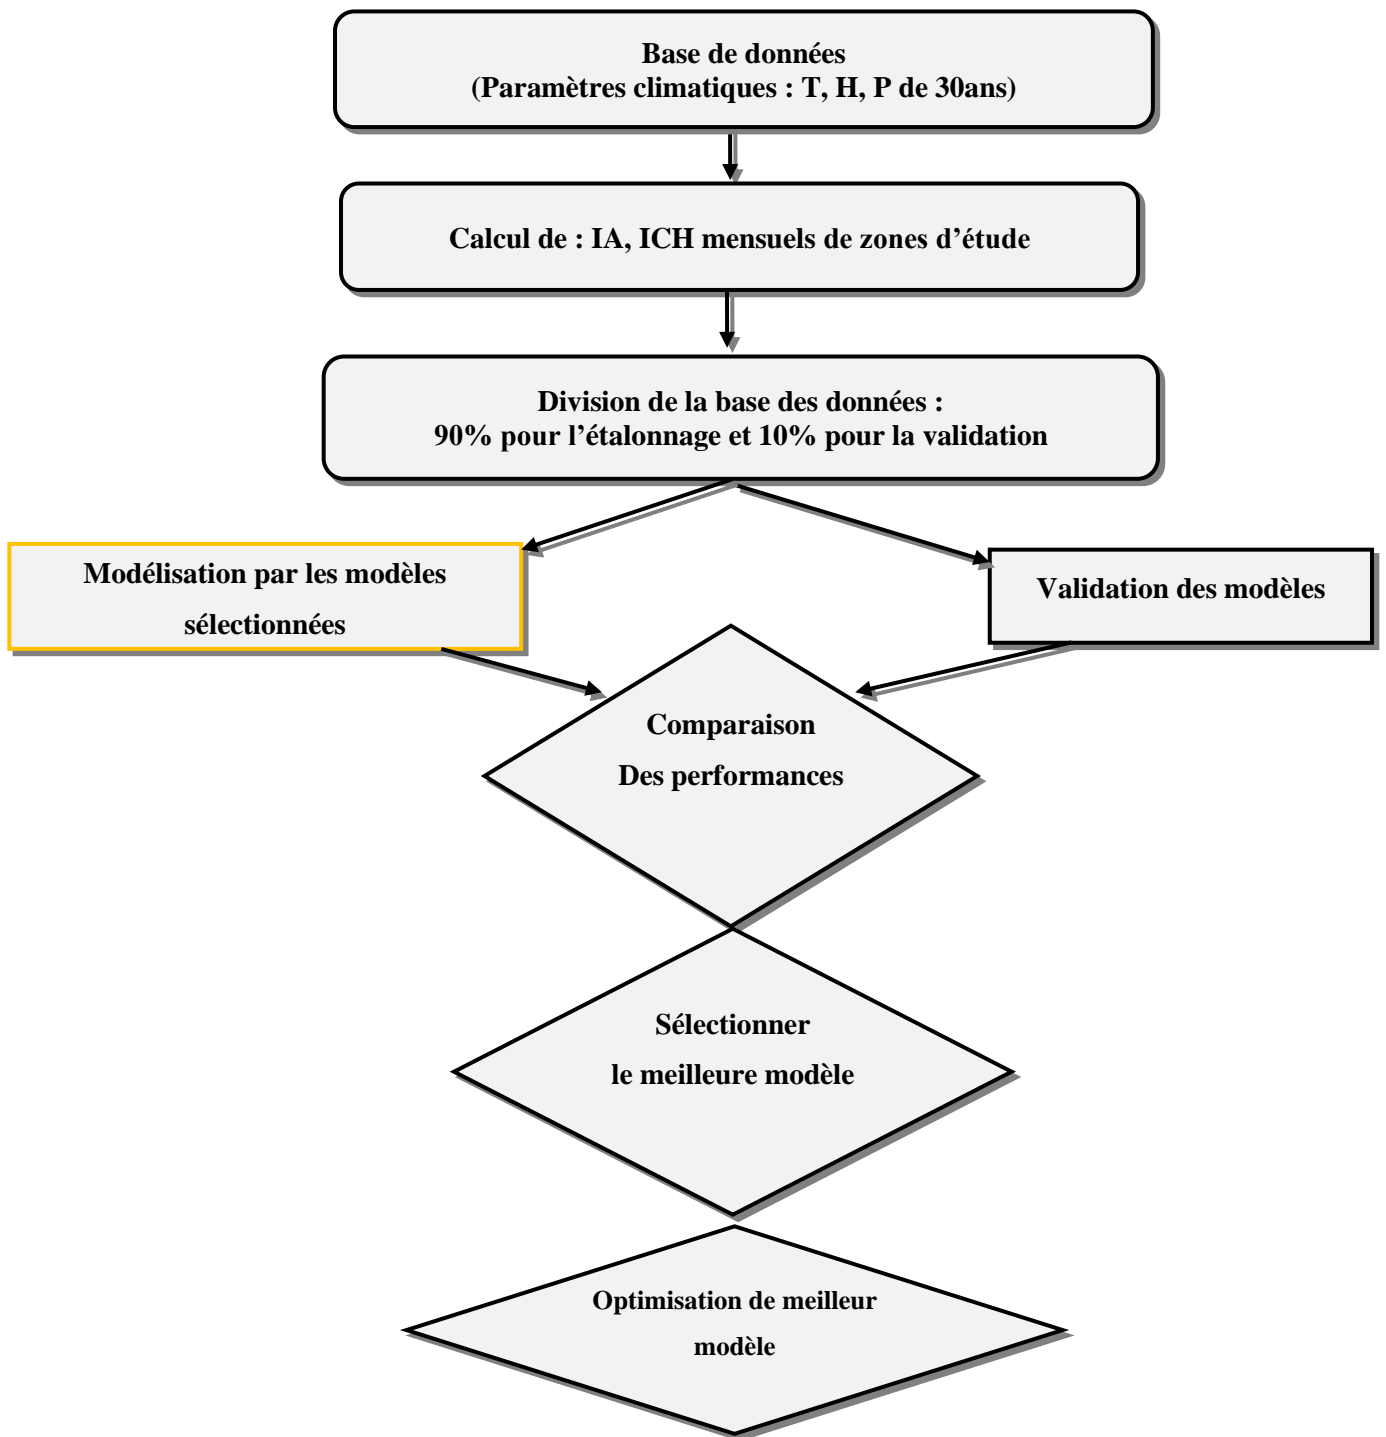 Base de données
(Paramètres climatiques : T, H, P de 30ans)
Calcul de : IA, ICH mensuels de zones d’étude
Division de la base des données :
90% pour l’étalonnage et 10% pour la validation
Modélisation par les modèles
sélectionnées
Validation des modèles
Comparaison
Des performances
Sélectionner
le meilleure modèle
Optimisation de meilleur
modèle